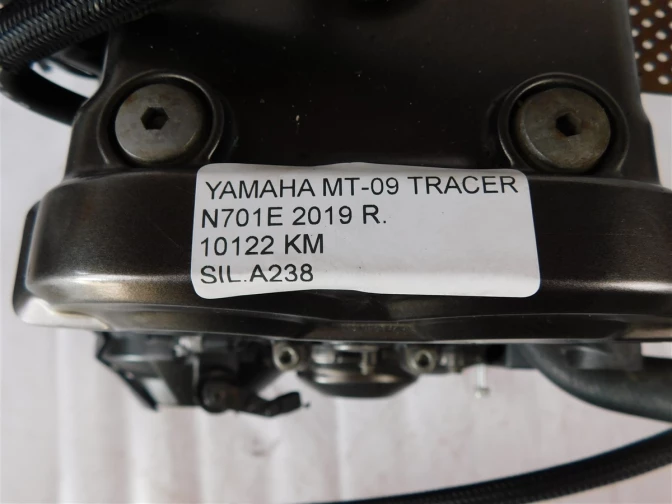 YAMAHA MT-09 TRACER
N701E 2019 R.
10122 KM
SIL.A238